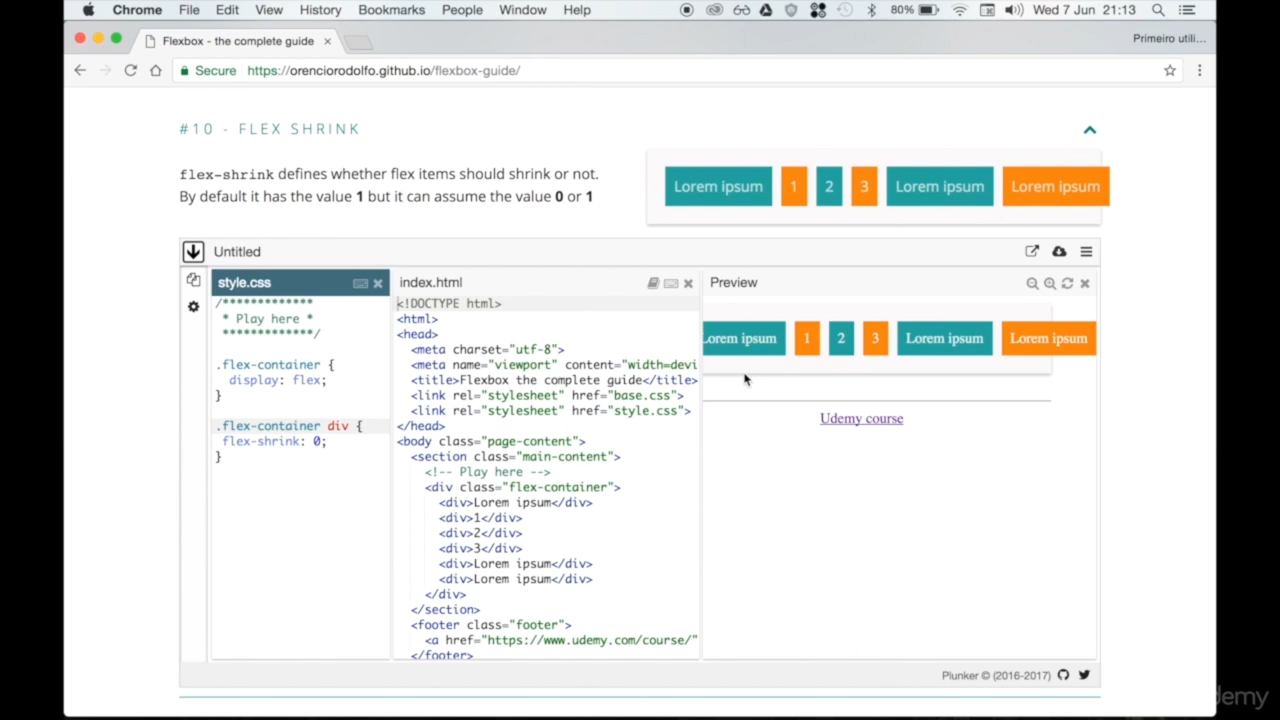 Chrome File Edit View History Bookmarks People Window Help 80% Wed 7 Jun 21:13
Flexbox - the complete guide Primeiro utili...
Secure https://orenciorodolfo.github.io/flexbox-guide/
#10 - FLEX SHRINK
flex-shrink defines whether flex items should shrink or not.
By default it has the value 1 but it can assume the value 0 or 1
Lorem ipsum 1 2 3 Lorem ipsum Lorem ipsum
Untitled
style.css
/*************
* Play here *
*************/
.flex-container {
display: flex;
}
.flex-container div {
flex-shrink: 0;
}
index.html
<!DOCTYPE html>
<html>
<head>
<meta charset="utf-8">
<meta name="viewport" content="width=devi
<title>Flexbox the complete guide</title>
<link rel="stylesheet" href="base.css">
<link rel="stylesheet" href="style.css">
</head>
<body class="page-content">
<section class="main-content">
<!-- Play here -->
<div class="flex-container">
<div>Lorem ipsum</div>
<div>1</div>
<div>2</div>
<div>3</div>
<div>Lorem ipsum</div>
<div>Lorem ipsum</div>
</div>
</section>
<footer class="footer">
<a href="https://www.udemy.com/course/"
</footer>
Preview
Lorem ipsum 1 2 3 Lorem ipsum Lorem ipsum
Udemy course
Plunker © (2016-2017)
demy